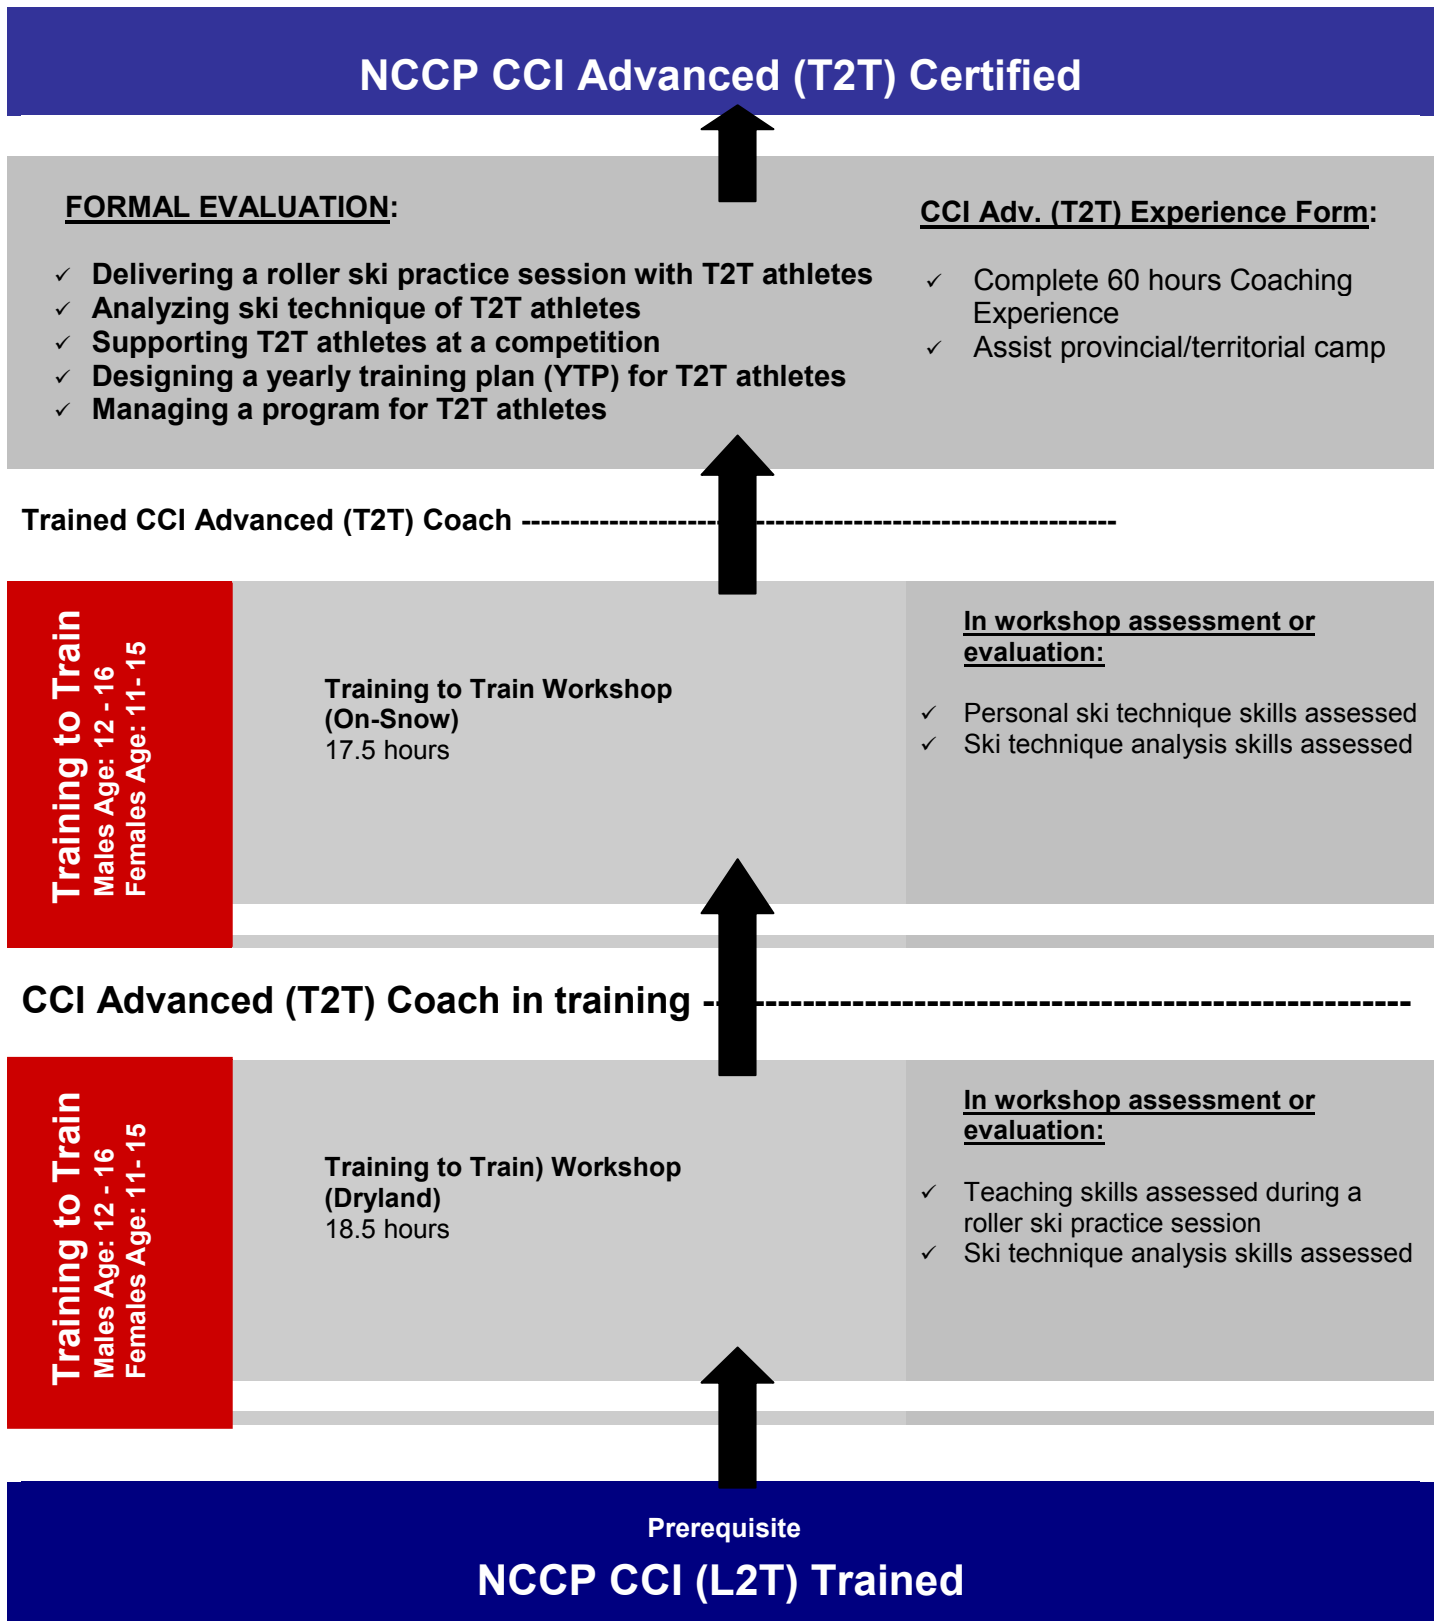 NCCP CCI Advanced (T2T) Certified
FORMAL EVALUATION:
✓ Delivering a roller ski practice session with T2T athletes
✓ Analyzing ski technique of T2T athletes
✓ Supporting T2T athletes at a competition
✓ Designing a yearly training plan (YTP) for T2T athletes
✓ Managing a program for T2T athletes
CCI Adv. (T2T) Experience Form:
✓ Complete 60 hours Coaching
Experience
✓ Assist provincial/territorial camp
Trained CCI Advanced (T2T) Coach -------------------------------------------------------------
Training to Train
Males Age: 12 - 16
Females Age: 11- 15
Training to Train Workshop
(On-Snow)
17.5 hours
In workshop assessment or
evaluation:
✓ Personal ski technique skills assessed
✓ Ski technique analysis skills assessed
CCI Advanced (T2T) Coach in training --------------------------------------------------------
Training to Train
Males Age: 12 - 16
Females Age: 11- 15
Training to Train) Workshop
(Dryland)
18.5 hours
In workshop assessment or
evaluation:
✓ Teaching skills assessed during a
roller ski practice session
✓ Ski technique analysis skills assessed
Prerequisite
NCCP CCI (L2T) Trained